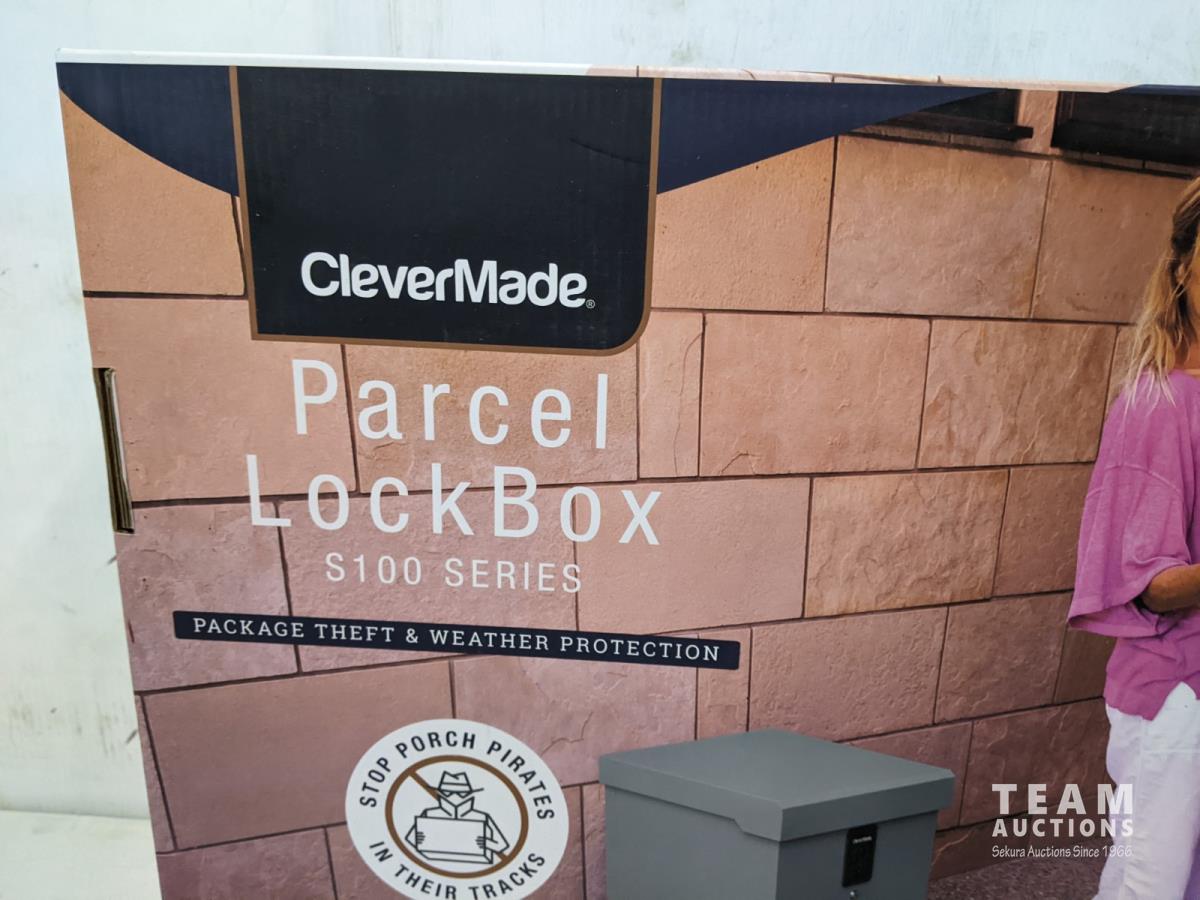 CleverMade®
Parcel
LockBox
S100 SERIES
PACKAGE THEFT & WEATHER PROTECTION
STOP PORCH PIRATES
IN THEIR TRACKS
CleverMade
TEAM
AUCTIONS
Sekura Auctions Since 1966